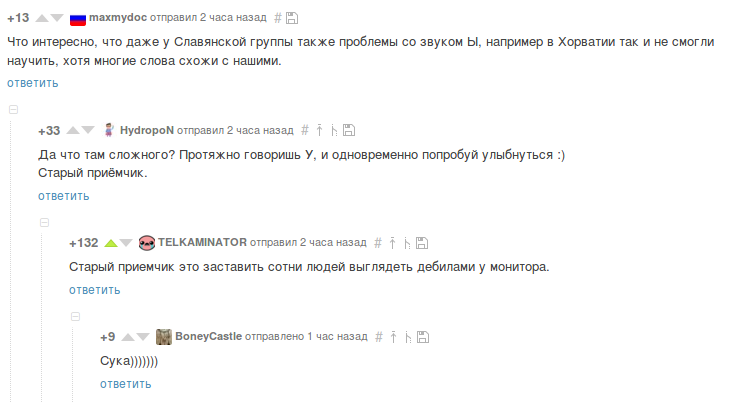 +13 maxmydoc отправил 2 часа назад #
Что интересно, что даже у Славянской группы также проблемы со звуком Ы, например в Хорватии так и не смогли
научить, хотя многие слова схожи с нашими.
ответить
+33 HydropoN отправил 2 часа назад #
Да что там сложного? Протяжно говоришь У, и одновременно попробуй улыбнуться :)
Старый приёмчик.
ответить
+132 TELKAMINATOR отправил 2 часа назад #
Старый приемчик это заставить сотни людей выглядеть дебилами у монитора.
ответить
+9 BoneyCastle отправлено 1 час назад #
Сука)))))))
ответить